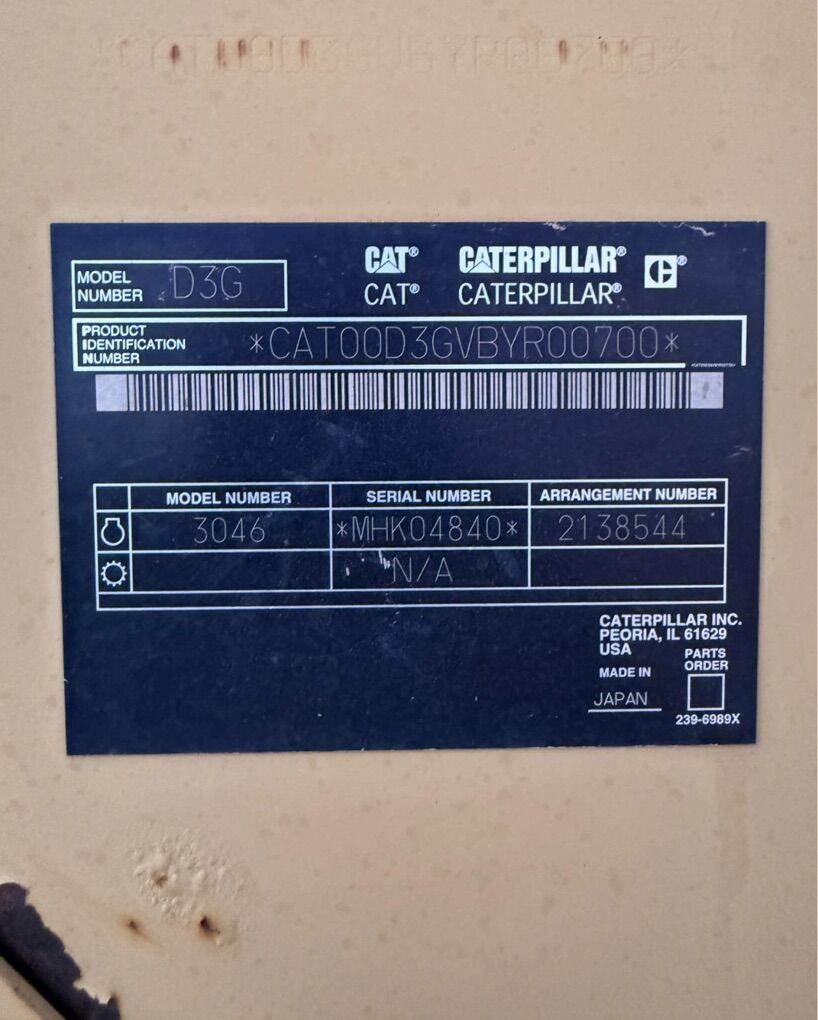 MODEL NUMBER D3G
CAT® CATERPILLAR® C®
CAT® CATERPILLAR®
PRODUCT IDENTIFICATION NUMBER *CAT00D3GVBYR00700*
MODEL NUMBER SERIAL NUMBER ARRANGEMENT NUMBER
3046 *MHK04840* 2138544
N/A
CATERPILLAR INC.
PEORIA, IL 61629
USA
PARTS ORDER
MADE IN
JAPAN
239-6989X